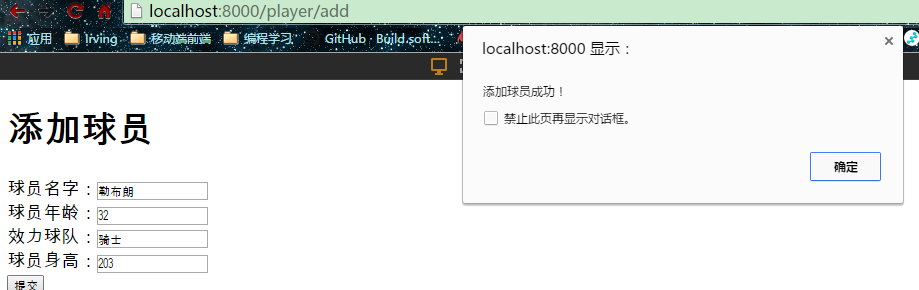 localhost:8000/player/add
应用 Irving 移动端前端 编程学习 GitHub · Build soft...
localhost:8000 显示：
添加球员成功！
禁止此页再显示对话框。
确定
添加球员
球员名字：勒布朗
球员年龄：32
效力球队：骑士
球员身高：203
提交